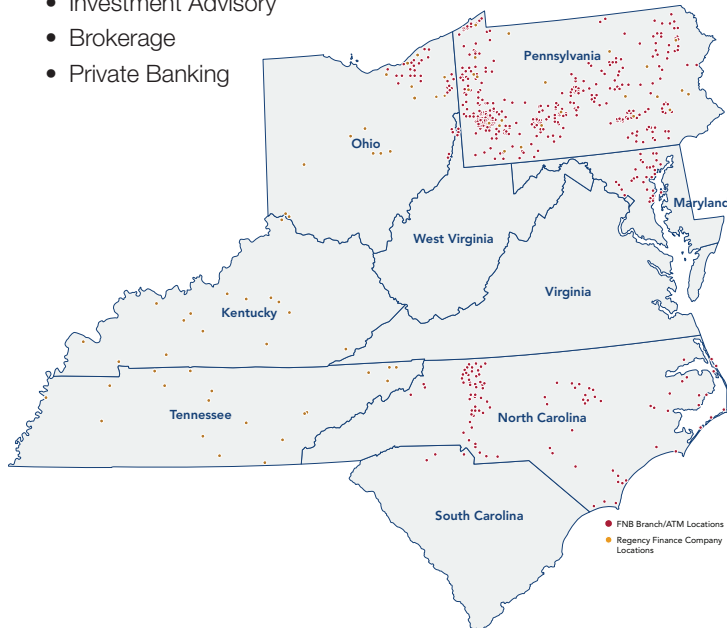 • Investment Advisory
• Brokerage
• Private Banking
Pennsylvania
Ohio
Maryland
West Virginia
Virginia
Kentucky
Tennessee
North Carolina
South Carolina
FNB Branch/ATM Locations
Regency Finance Company
Locations